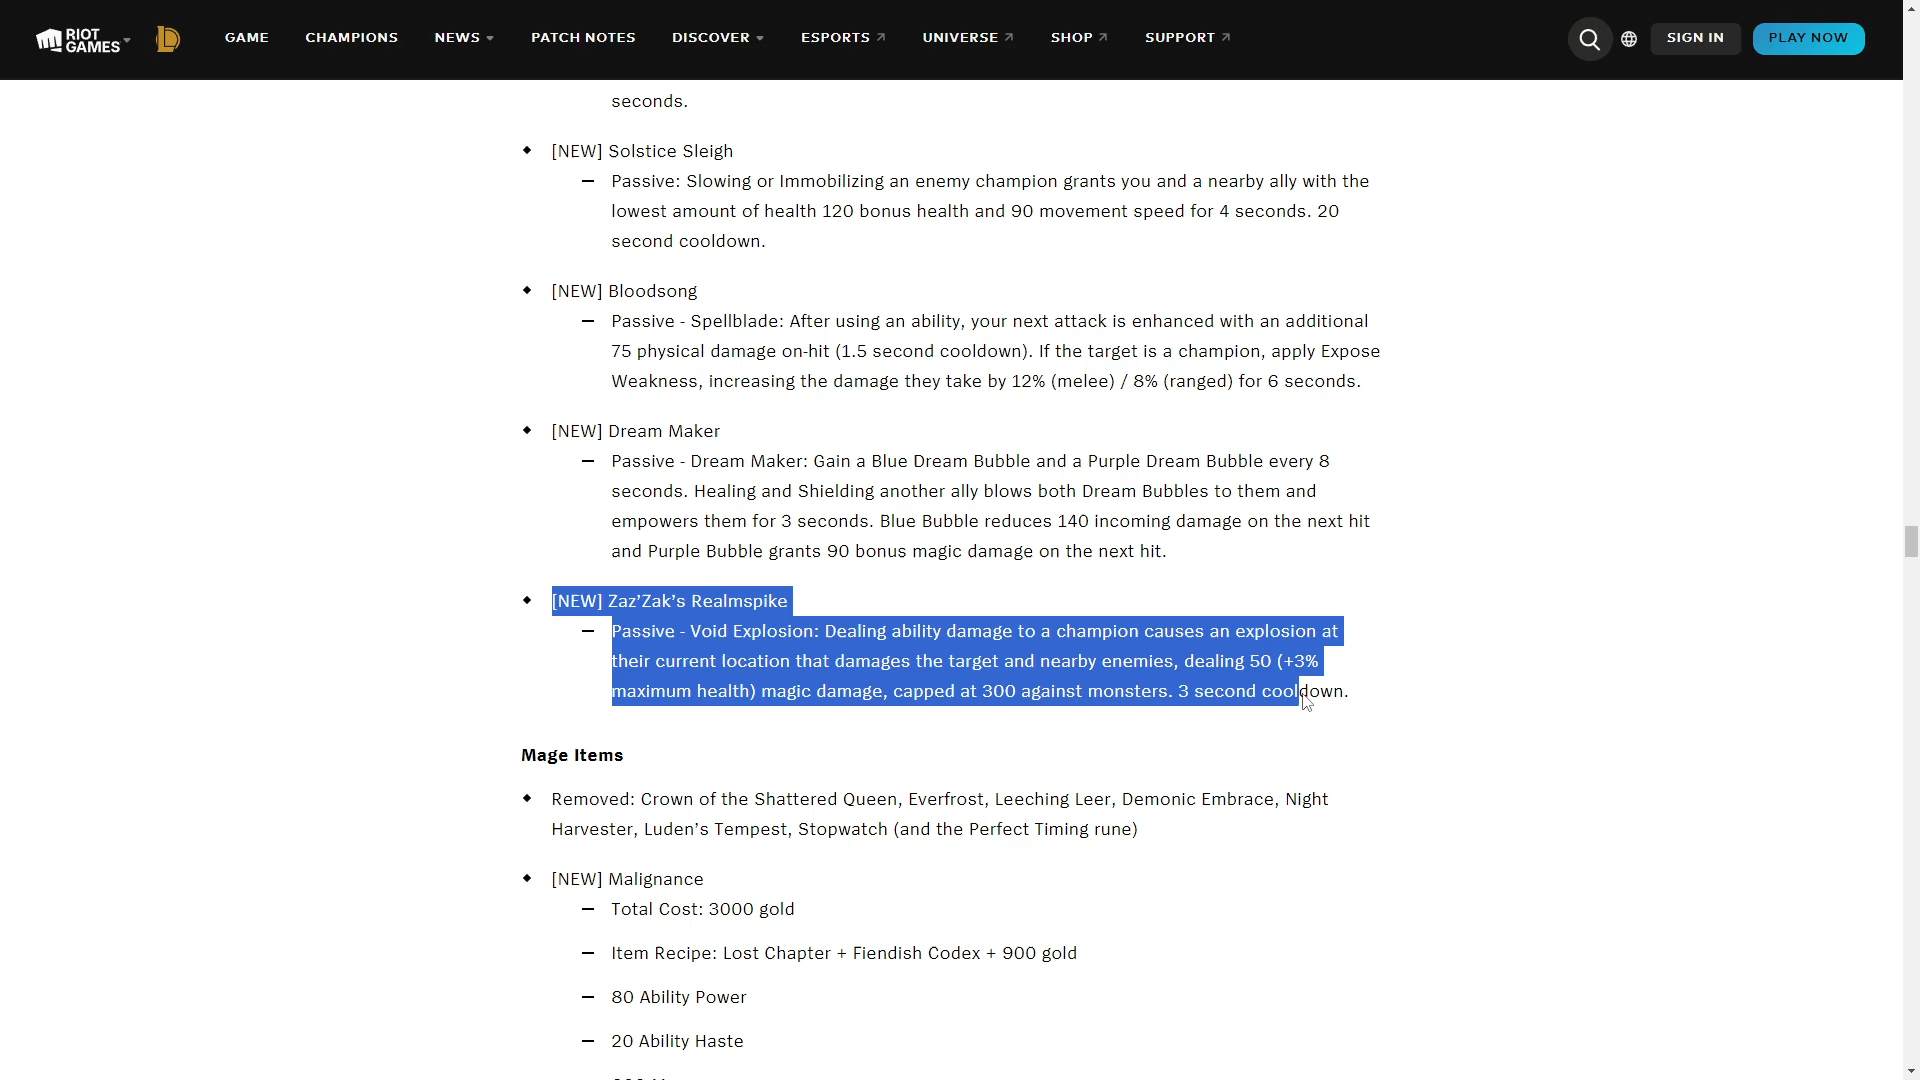 RIOT GAMES
GAME CHAMPIONS NEWS PATCH NOTES DISCOVER ESPORTS UNIVERSE SHOP SUPPORT SIGN IN PLAY NOW
seconds.
[NEW] Solstice Sleigh
Passive: Slowing or Immobilizing an enemy champion grants you and a nearby ally with the
lowest amount of health 120 bonus health and 90 movement speed for 4 seconds. 20
second cooldown.
[NEW] Bloodsong
Passive - Spellblade: After using an ability, your next attack is enhanced with an additional
75 physical damage on-hit (1.5 second cooldown). If the target is a champion, apply Expose
Weakness, increasing the damage they take by 12% (melee) / 8% (ranged) for 6 seconds.
[NEW] Dream Maker
Passive - Dream Maker: Gain a Blue Dream Bubble and a Purple Dream Bubble every 8
seconds. Healing and Shielding another ally blows both Dream Bubbles to them and
empowers them for 3 seconds. Blue Bubble reduces 140 incoming damage on the next hit
and Purple Bubble grants 90 bonus magic damage on the next hit.
[NEW] Zaz’Zak’s Realmspike
Passive - Void Explosion: Dealing ability damage to a champion causes an explosion at
their current location that damages the target and nearby enemies, dealing 50 (+3%
maximum health) magic damage, capped at 300 against monsters. 3 second cooldown.
Mage Items
Removed: Crown of the Shattered Queen, Everfrost, Leeching Leer, Demonic Embrace, Night
Harvester, Luden’s Tempest, Stopwatch (and the Perfect Timing rune)
[NEW] Malignance
Total Cost: 3000 gold
Item Recipe: Lost Chapter + Fiendish Codex + 900 gold
80 Ability Power
20 Ability Haste